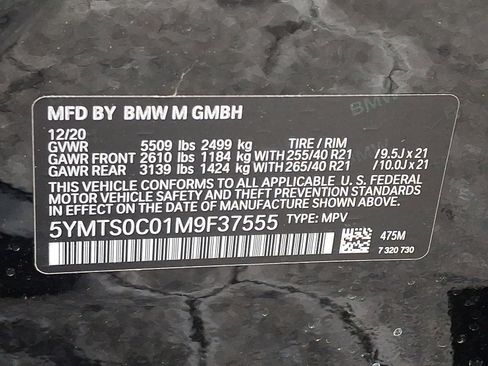 MFD BY BMW M GMBH
12/20
GVWR 5509 lbs 2499 kg TIRE / RIM
GAWR FRONT 2610 lbs 1184 kg WITH 255/40 R21 /9.5J x 21
GAWR REAR 3139 lbs 1424 kg WITH 265/40 R21 /10.0J x 21
THIS VEHICLE CONFORMS TO ALL APPLICABLE U. S. FEDERAL
MOTOR VEHICLE SAFETY, BUMPER, AND THEFT PREVENTION
STANDARDS IN EFFECT ON THE DATE OF MANUFACTURE SHOWN ABOVE.
5YMTS0C01M9F37555 TYPE: MPV
475M
7 320 730